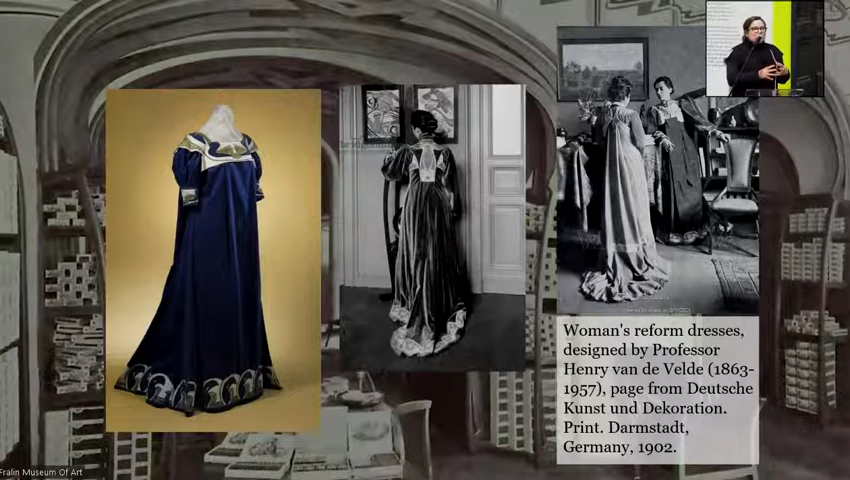 Woman's reform dresses,
designed by Professor
Henry van de Velde (1863-
1957), page from Deutsche
Kunst und Dekoration.
Print. Darmstadt,
Germany, 1902.
Fralin Museum Of Art